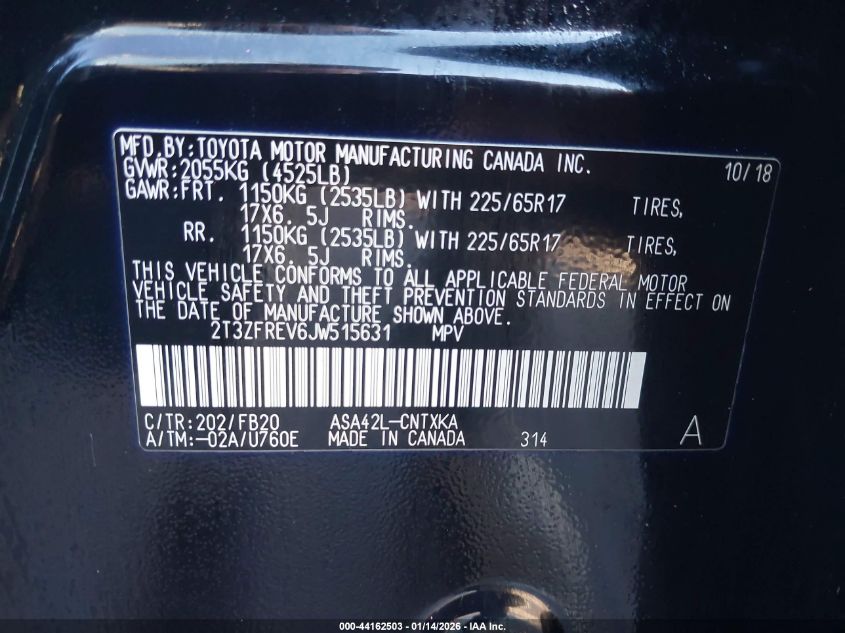 MFD.BY:TOYOTA MOTOR MANUFACTURING CANADA INC. 10/18
GVWR:2055KG (4525LB)
GAWR:FRT. 1150KG (2535LB) WITH 225/65R17 TIRES,
17X6. 5J RIMS.
RR. 1150KG (2535LB) WITH 225/65R17 TIRES,
17X6. 5J RIMS.
THIS VEHICLE CONFORMS TO ALL APPLICABLE FEDERAL MOTOR
VEHICLE SAFETY AND THEFT PREVENTION STANDARDS IN EFFECT ON
THE DATE OF MANUFACTURE SHOWN ABOVE.
2T3ZFREV6JW515631 MPV
C/TR:202/FB20 ASA42L-CNTXKA
A/TM:-02A/U760E MADE IN CANADA 314 A
000-44162503 - 01/14/2026 - IAA Inc.